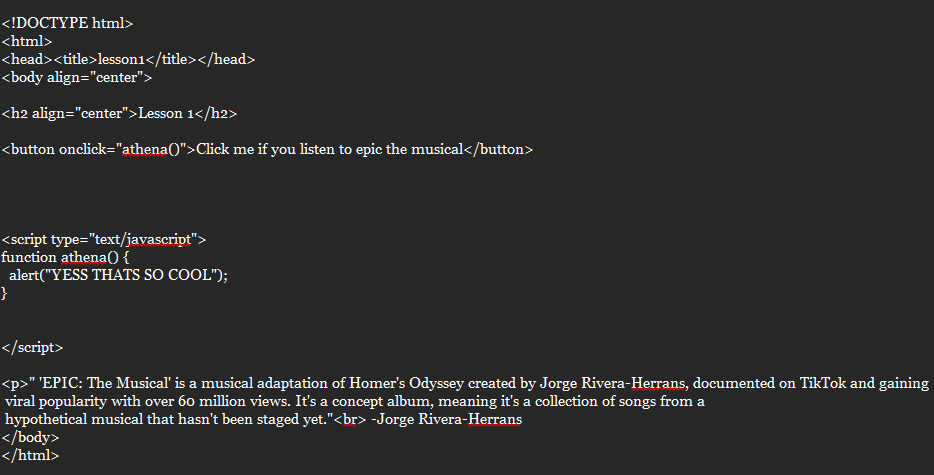 <!DOCTYPE html>
<html>
<head><title>lesson1</title></head>
<body align="center">
<h2 align="center">Lesson 1</h2>
<button onclick="athena()">Click me if you listen to epic the musical</button>
<script type="text/javascript">
function athena() {
alert("YESS THATS SO COOL");
}
</script>
<p>" 'EPIC: The Musical' is a musical adaptation of Homer's Odyssey created by Jorge Rivera-Herrans, documented on TikTok and gaining
viral popularity with over 60 million views. It's a concept album, meaning it's a collection of songs from a
hypothetical musical that hasn't been staged yet."<br> -Jorge Rivera-Herrans
</body>
</html>